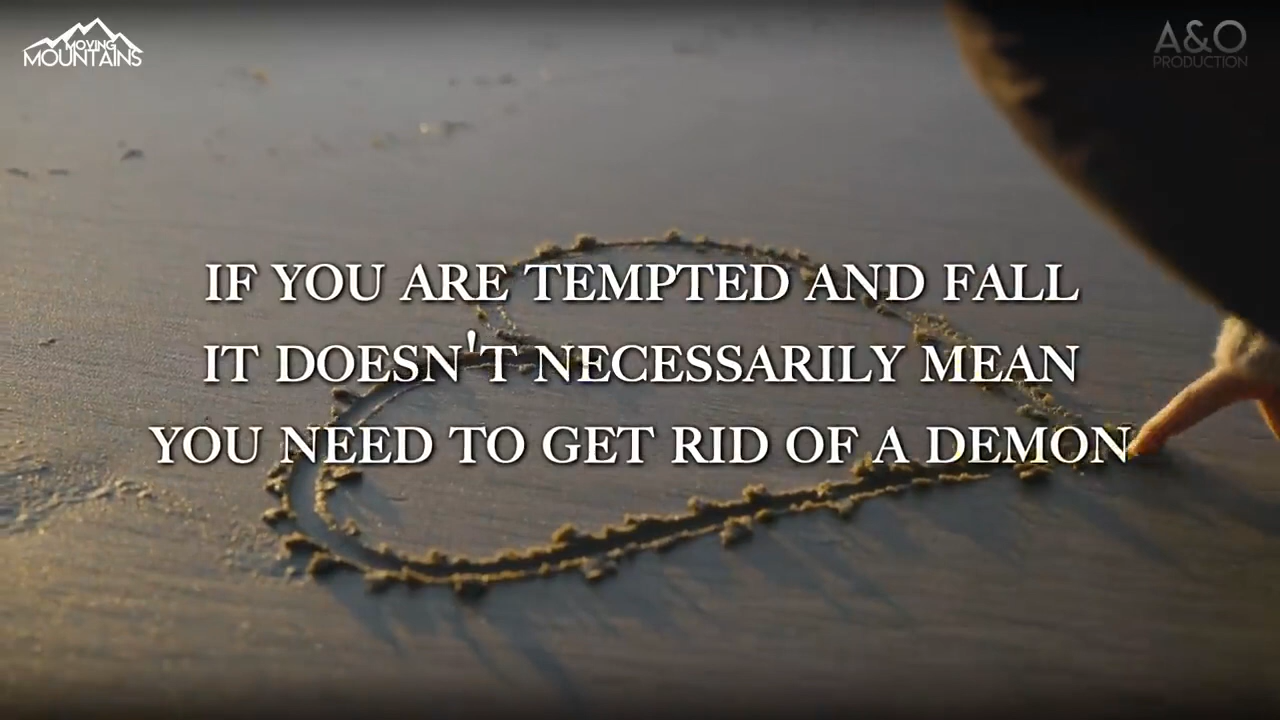 MOVING
MOUNTAINS
A&O
PRODUCTION
IF YOU ARE TEMPTED AND FALL
IT DOESN'T NECESSARILY MEAN
YOU NEED TO GET RID OF A DEMON